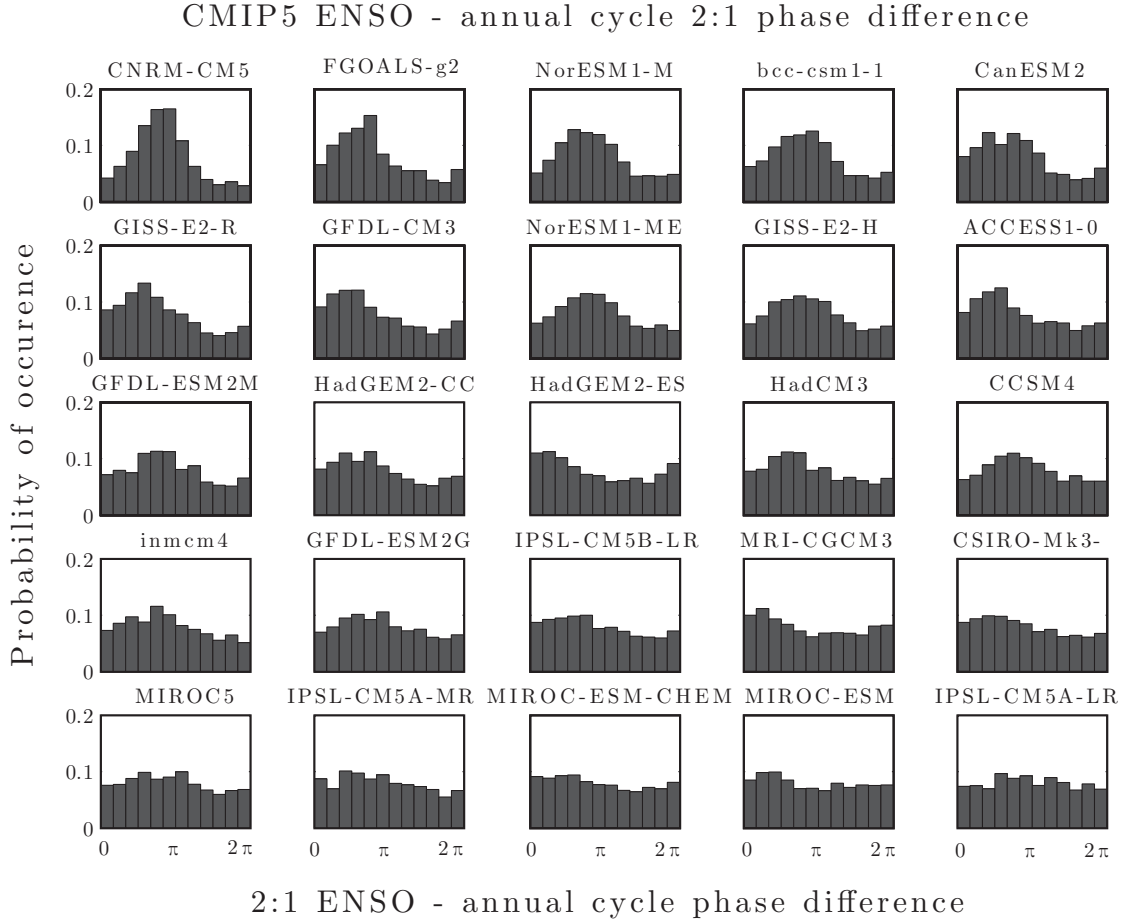 CMIP5 ENSO - annual cycle 2:1 phase difference
CNRM-CM5 FGOALS-g2 NorESM1-M bcc-csm1-1 CanESM2
0.2
0.1
0
GISS-E2-R GFDL-CM3 NorESM1-ME GISS-E2-H ACCESS1-0
0.2
0.1
0
GFDL-ESM2M HadGEM2-CC HadGEM2-ES HadCM3 CCSM4
0.2
0.1
0
inmcm4 GFDL-ESM2G IPSL-CM5B-LR MRI-CGCM3 CSIRO-Mk3-
0.2
0.1
0
MIROC5 IPSL-CM5A-MR MIROC-ESM-CHEM MIROC-ESM IPSL-CM5A-LR
0.2
0.1
0
0 π 2π 0 π 2π 0 π 2π 0 π 2π 0 π 2π
Probability of occurence
2:1 ENSO - annual cycle phase difference